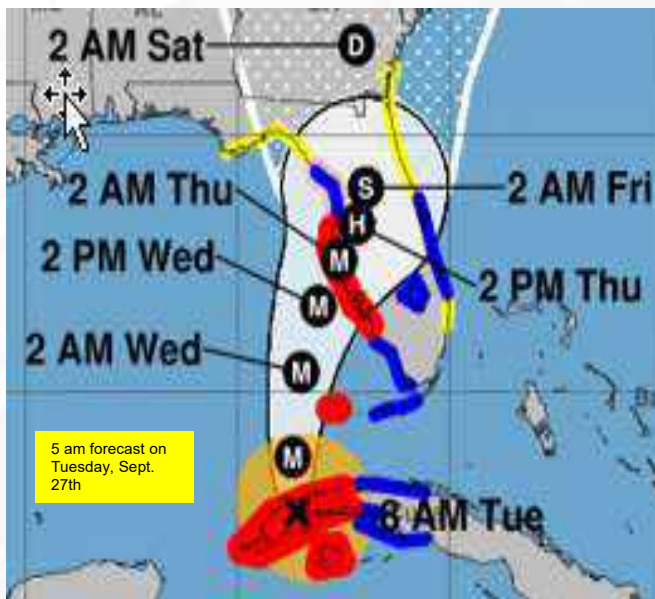 2 AM Sat
D
2 AM Thu
S
2 AM Fri
H
M
2 PM Wed
M
2 PM Thu
2 AM Wed
M
M
5 am forecast on
Tuesday, Sept.
27th
X
8 AM Tue